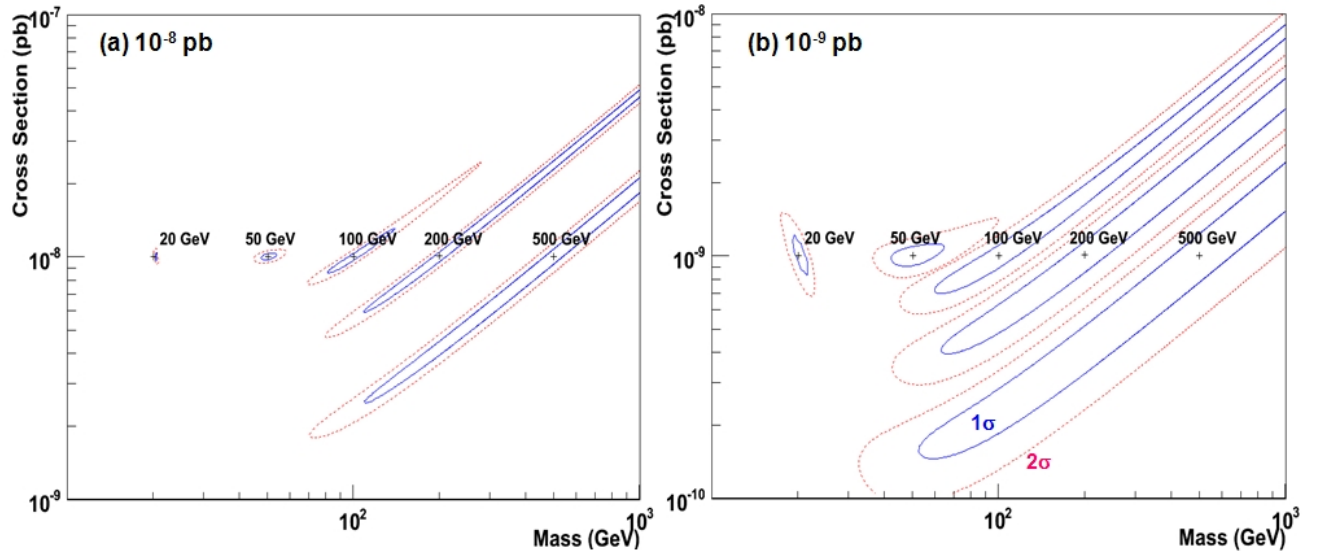 Cross Section (pb)
10⁻⁷
10⁻⁸
10⁻⁹
(a) 10⁻⁸ pb
20 GeV
50 GeV
100 GeV
200 GeV
500 GeV
10²
10³
Mass (GeV)
Cross Section (pb)
10⁻⁸
10⁻⁹
10⁻¹⁰
(b) 10⁻⁹ pb
20 GeV
50 GeV
100 GeV
200 GeV
500 GeV
1σ
2σ
10²
10³
Mass (GeV)